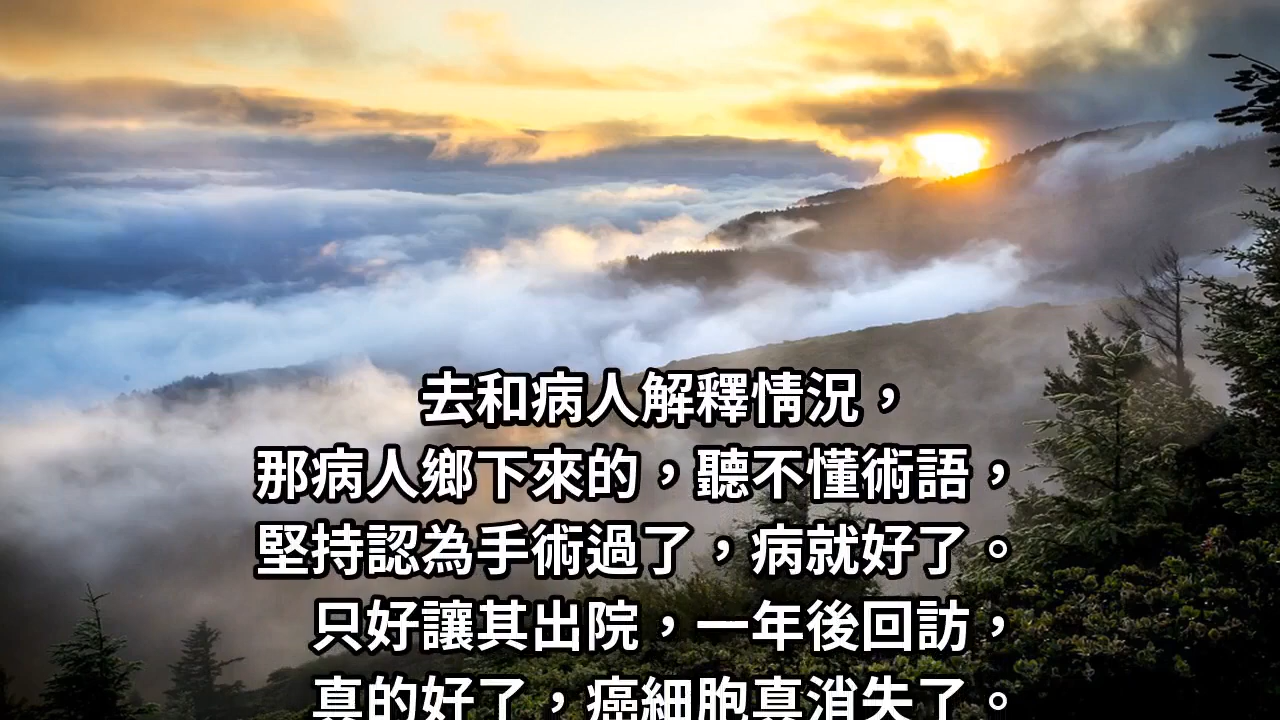 去和病人解釋情況，
那病人鄉下來的，聽不懂術語，
堅持認為手術過了，病就好了。
只好讓其出院，一年後回訪，
真的好了，癌細胞真消失了。